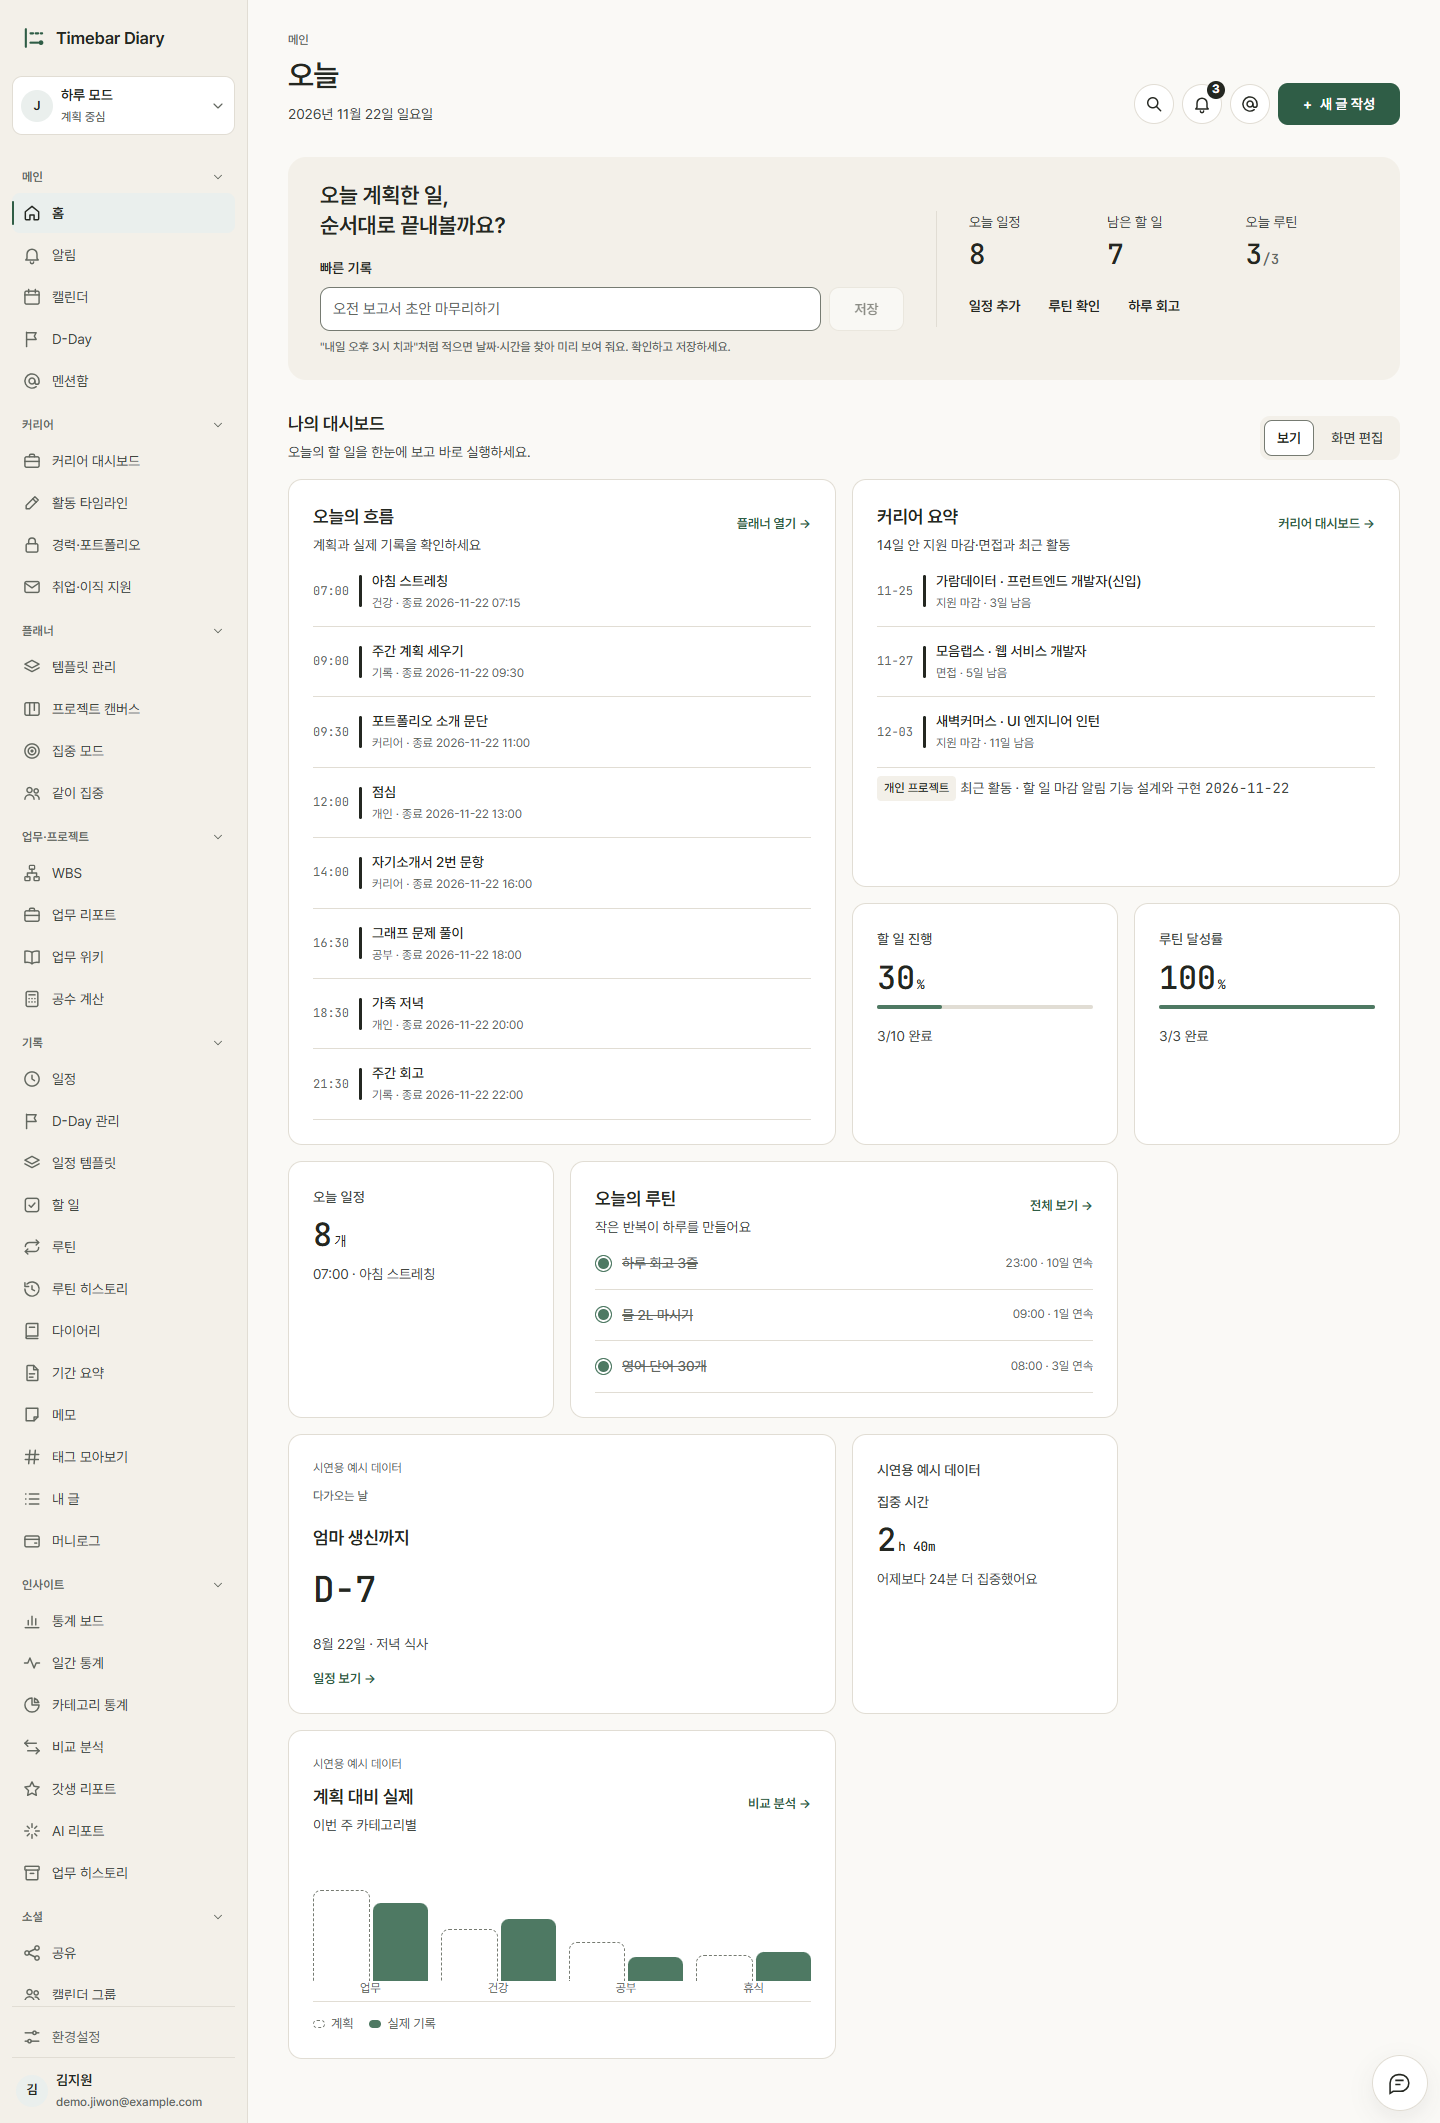 Timebar Diary
J
하루 모드
계획 중심
메인
홈
알림
캘린더
D-Day
멘션함
커리어
커리어 대시보드
활동 타임라인
경력·포트폴리오
취업·이직 지원
플래너
템플릿 관리
프로젝트 캔버스
집중 모드
같이 집중
업무·프로젝트
WBS
업무 리포트
업무 위키
공수 계산
기록
일정
D-Day 관리
일정 템플릿
할 일
루틴
루틴 히스토리
다이어리
기간 요약
메모
태그 모아보기
내 글
머니로그
인사이트
통계 보드
일간 통계
카테고리 통계
비교 분석
갓생 리포트
AI 리포트
업무 히스토리
소셜
공유
캘린더 그룹
환경설정
김
김지원
demo.jiwon@example.com
메인
오늘
2026년 11월 22일 일요일
3
+ 새 글 작성
오늘 계획한 일,
순서대로 끝내볼까요?
빠른 기록
오전 보고서 초안 마무리하기
저장
"내일 오후 3시 치과"처럼 적으면 날짜·시간을 찾아 미리 보여 줘요. 확인하고 저장하세요.
오늘 일정
8
남은 할 일
7
오늘 루틴
3/3
일정 추가
루틴 확인
하루 회고
나의 대시보드
오늘의 할 일을 한눈에 보고 바로 실행하세요.
보기
화면 편집
오늘의 흐름
계획과 실제 기록을 확인하세요
플래너 열기 →
07:00
아침 스트레칭
건강 · 종료 2026-11-22 07:15
09:00
주간 계획 세우기
기록 · 종료 2026-11-22 09:30
09:30
포트폴리오 소개 문단
커리어 · 종료 2026-11-22 11:00
12:00
점심
개인 · 종료 2026-11-22 13:00
14:00
자기소개서 2번 문항
커리어 · 종료 2026-11-22 16:00
16:30
그래프 문제 풀이
공부 · 종료 2026-11-22 18:00
18:30
가족 저녁
개인 · 종료 2026-11-22 20:00
21:30
주간 회고
기록 · 종료 2026-11-22 22:00
커리어 요약
14일 안 지원 마감·면접과 최근 활동
커리어 대시보드 →
11-25
가람데이터 · 프런트엔드 개발자(신입)
지원 마감 · 3일 남음
11-27
모음랩스 · 웹 서비스 개발자
면접 · 5일 남음
12-03
새벽커머스 · UI 엔지니어 인턴
지원 마감 · 11일 남음
개인 프로젝트 최근 활동 · 할 일 마감 알림 기능 설계와 구현 2026-11-22
할 일 진행
30%
3/10 완료
루틴 달성률
100%
3/3 완료
오늘 일정
8개
07:00 · 아침 스트레칭
오늘의 루틴
작은 반복이 하루를 만들어요
전체 보기 →
하루 회고 3줄
23:00 · 10일 연속
물 2L 마시기
09:00 · 1일 연속
영어 단어 30개
08:00 · 3일 연속
시연용 예시 데이터
다가오는 날
엄마 생신까지
D-7
8월 22일 · 저녁 식사
일정 보기 →
시연용 예시 데이터
집중 시간
2h 40m
어제보다 24분 더 집중했어요
시연용 예시 데이터
계획 대비 실제
이번 주 카테고리별
비교 분석 →
업무
건강
공부
휴식
계획
실제 기록